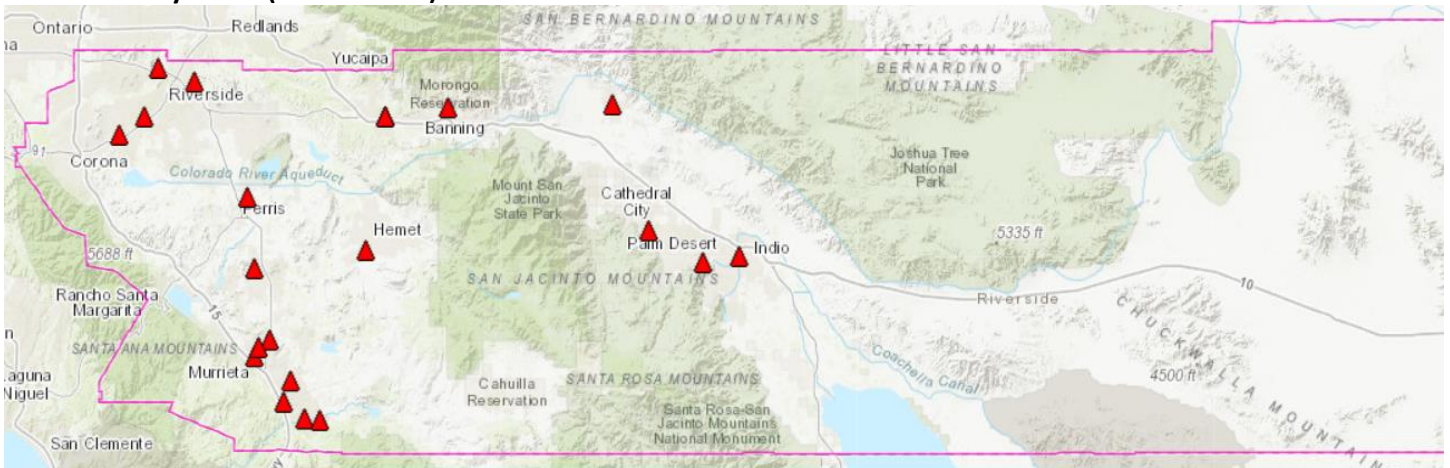 SAN BERNARDINO MOUNTAINS
Ontario
Redlands
Yucaipa
LITTLE SAN
BERNARDINO
MOUNTAINS
Riverside
Morongo
Reservation
Banning
91
Corona
Colorado River Aqueduct
Joshua Tree
National
Park
Mount San
Jacinto
State Park
Cathedral
City
Perris
Hemet
5688 ft
Palm Desert
Indio
5335 ft
SAN JACINTO MOUNTAINS
10
Rancho Santa
Margarita
15
Riverside
CHUCKWALLA MOUNTAIN
SANTA ANA MOUNTAINS
Murrieta
Coachella Canal
4500 ft
Laguna
Niguel
Cahuilla
Reservation
SANTA ROSA MOUNTAINS
Santa Rosa-San
Jacinto Mountains
National Monument
San Clemente